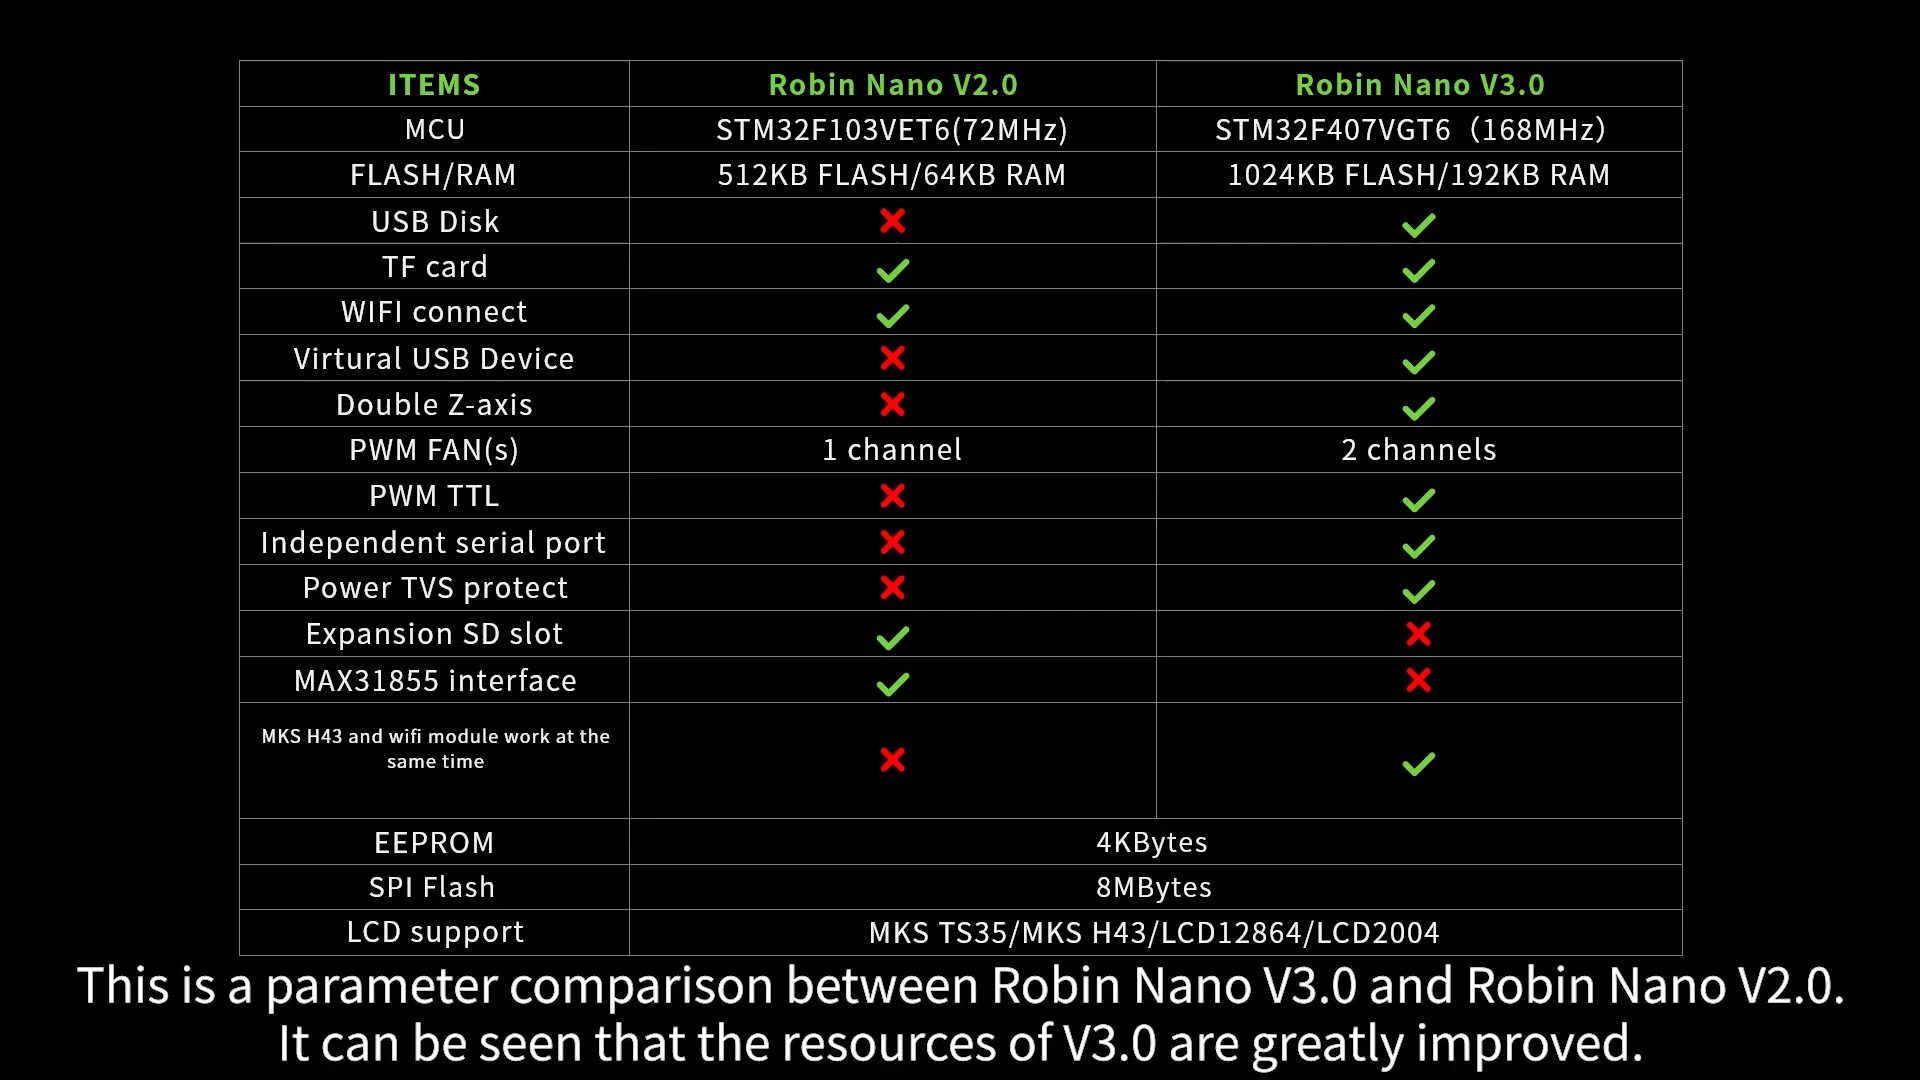 ITEMS Robin Nano V2.0 Robin Nano V3.0
MCU STM32F103VET6(72MHz) STM32F407VGT6（168MHz）
FLASH/RAM 512KB FLASH/64KB RAM 1024KB FLASH/192KB RAM
USB Disk
TF card
WIFI connect
Virtural USB Device
Double Z-axis
PWM FAN(s) 1 channel 2 channels
PWM TTL
Independent serial port
Power TVS protect
Expansion SD slot
MAX31855 interface
MKS H43 and wifi module work at the
same time
EEPROM 4KBytes
SPI Flash 8MBytes
LCD support MKS TS35/MKS H43/LCD12864/LCD2004
This is a parameter comparison between Robin Nano V3.0 and Robin Nano V2.0.
It can be seen that the resources of V3.0 are greatly improved.